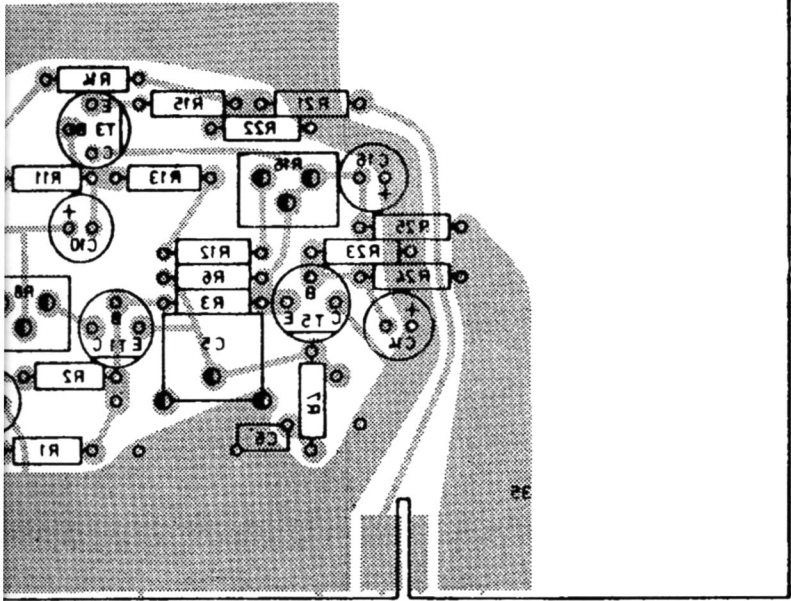 R14
R15
R21
E
B
T3
R22
C
R16
C16
+
R11
R13
+
C10
R25
R12
R23
R6
R24
R8
B
R3
B
E
C
T5
+
C
E
T1
C5
C14
R2
R7
C6
R1
35